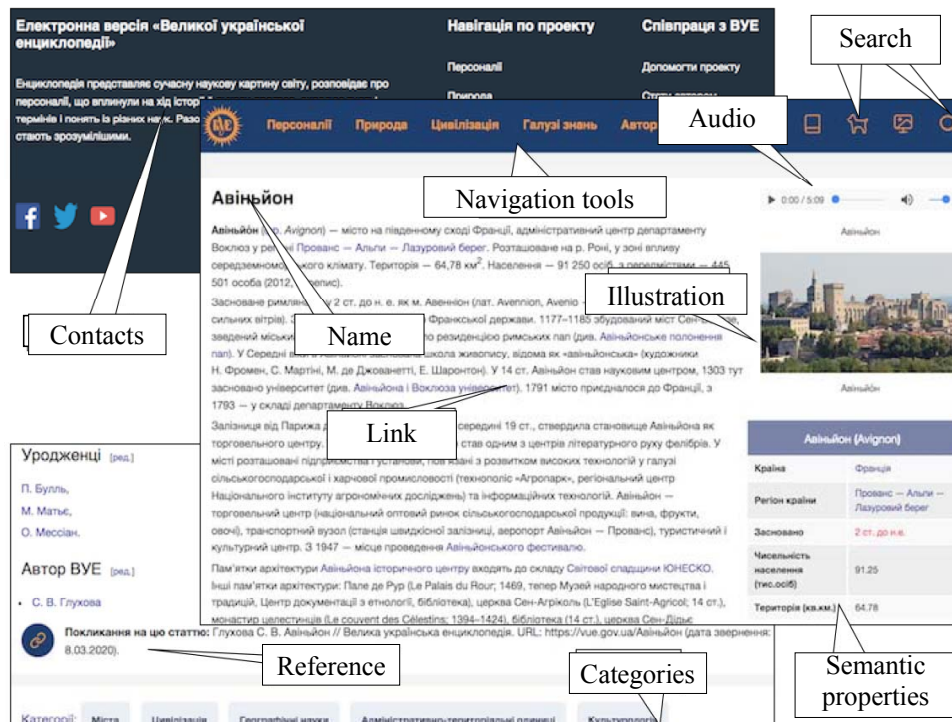 Електронна версія «Великої української
енциклопедії»
Енциклопедія представляє сучасну наукову картину світу, розповідає про
персоналії, що вплинули на хід історії
термінів і понять із різних наук. Разо
стають зрозумілішими.
Навігація по проекту
Персоналії
Природа
Співпраця з ВУЕ
Допомогти проекту
Стати автором
Search
Audio
Contacts
ВУЕ
Персоналії Природа Цивілізація Галузі знань Автор
Navigation tools
Авіньйон
Авіньйо́н (фр. Avignon) — місто на південному сході Франції, адміністративний центр департаменту
Воклюз у регіоні Прованс — Альпи — Лазуровий берег. Розташоване на р. Роні, у зоні впливу
середземноморського клімату. Територія — 64,78 км². Населення — 91 250 осіб, з передмістями — 445
501 особа (2012, перепис).
Засноване римлянами у 2 ст. до н. е. як м. Авенніон (лат. Avennion, Avenio —
сильних вітрів). З Франкської держави. 1177–1185 збудований міст Сен-Бенезе,
зведений міський ло резиденцією римських пап (див. Авіньйонське полонення
пап). У Середні віки в Авіньйоні заснована школа живопису, відома як «авіньйонська» (художники
Н. Фромен, С. Мартіні, М. де Джованетті, Е. Шаронтон). У 14 ст. Авіньйон став науковим центром, 1303 тут
засновано університет (див. Авіньйона і Воклюза університет). 1791 місто приєдналося до Франції, з
1793 — у складі департаменту Воклюз.
Залізниця від Парижа д середині 19 ст., ствердила становище Авіньйона як
торговельного центру. став одним з центрів літературного руху фелібрів. У
місті розташовані підприємства і установи, пов'язані з розвитком високих технологій у галузі
сільськогосподарської і харчової промисловості (технополіс «Агропарк», регіональний центр
Національного інституту агрономічних досліджень) та інформаційних технологій. Авіньйон —
торговельний центр (національний оптовий ринок сільськогосподарської продукції: вина, фрукти,
овочі), транспортний вузол (станція швидкісної залізниці, аеропорт Авіньйон — Прованс), туристичний і
культурний центр. З 1947 — місце проведення Авіньйонського фестивалю.
Пам'ятки архітектури Авіньйона історичного центру входять до складу Світової спадщини ЮНЕСКО.
Інші пам'ятки архітектури: Пале де Рур (Le Palais du Rour; 1469, тепер Музей народного мистецтва і
традицій, Центр документації з етнології, бібліотека), церква Сен-Агріколь (L'Eglise Saint-Agricol; 14 ст.),
монастир целестинців (Le couvent des Célestins; 1394–1424), бібліотека (14 ст.), церква Сен-Дідьє
Name
Link
Illustration
0:00 / 5:09
Авіньйон
Авіньйон
Авіньйон (Avignon)
Країна Франція
Регіон країни Прованс — Альпи —
Лазуровий берег
Засновано 2 ст. до н.е.
Чисельність
населення
(тис.осіб) 91.25
Територія (кв.км.) 64.78
Semantic
properties
Уродженці [ред.]
П. Булль,
М. Матьє,
О. Мессіан.
Автор ВУЕ [ред.]
• С. В. Глухова
Покликання на цю статтю: Глухова С. В. Авіньйон // Велика українська енциклопедія. URL: https://vue.gov.ua/Авіньйон (дата звернення:
8.03.2020).
Reference
Categories
Категорії: Міста Цивілізація Географічні науки Адміністративно-територіальні одиниці Культурологія